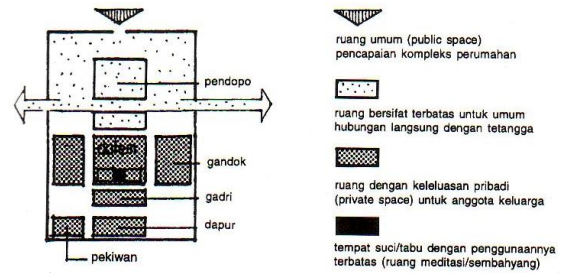 pendopo
dalem
gandok
gadri
dapur
pekiwan
ruang umum (public space)
pencapaian kompleks perumahan
ruang bersifat terbatas untuk umum
hubungan langsung dengan tetangga
ruang dengan keleluasan pribadi
(private space) untuk anggota keluarga
tempat suci/tabu dengan penggunaannya
terbatas (ruang meditasi/sembahyang)